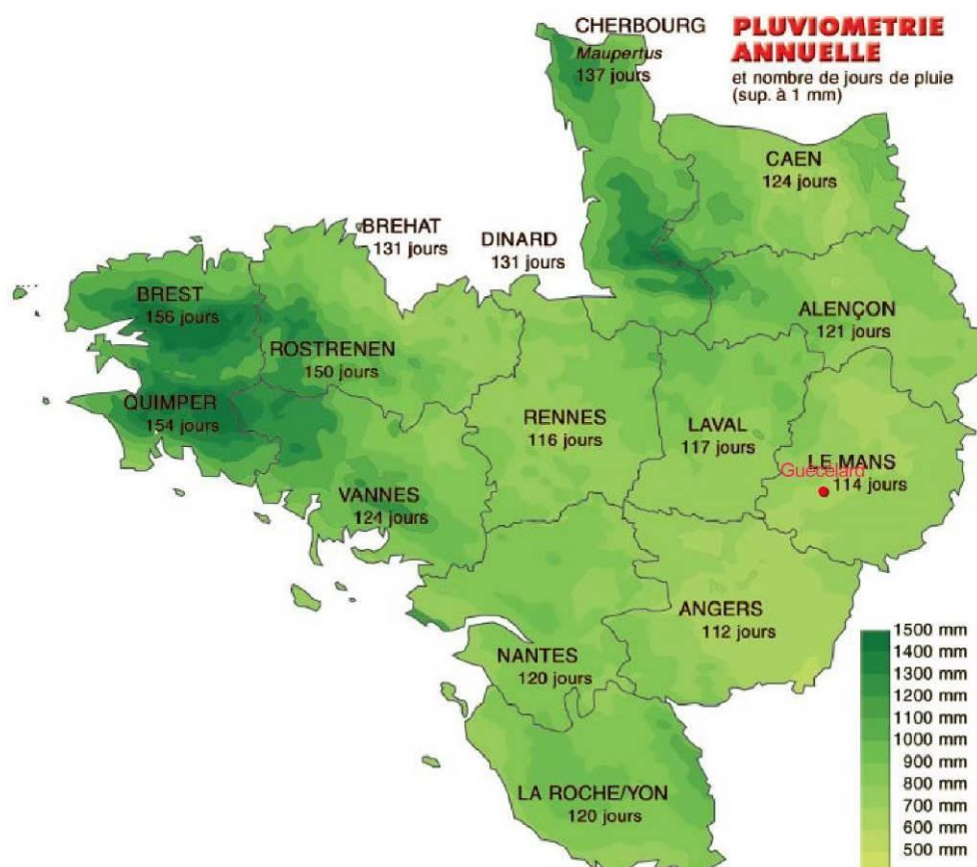 CHERBOURG
Maupertus
137 jours
PLUVIOMETRIE
ANNUELLE
et nombre de jours de pluie
(sup. à 1 mm)
CAEN
124 jours
BREHAT
131 jours
DINARD
131 jours
BREST
156 jours
ALENÇON
121 jours
ROSTRENEN
150 jours
QUIMPER
154 jours
RENNES
116 jours
LAVAL
117 jours
LE MANS
Guécélard
114 jours
VANNES
124 jours
ANGERS
112 jours
NANTES
120 jours
LA ROCHE/YON
120 jours
1500 mm
1400 mm
1300 mm
1200 mm
1100 mm
1000 mm
900 mm
800 mm
700 mm
600 mm
500 mm